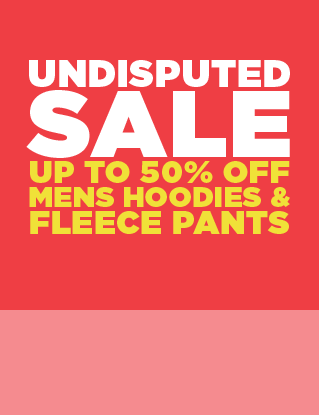 UNDISPUTED
SALE
UP TO 50% OFF
MENS HOODIES &
FLEECE PANTS